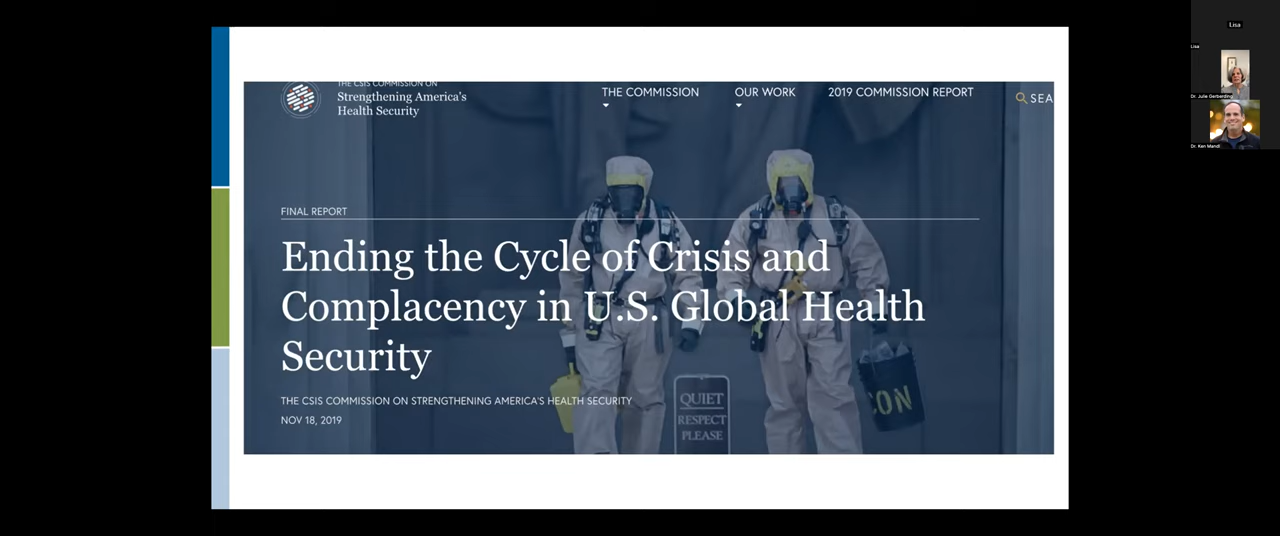 THE CSIS COMMISSION ON
Strengthening America's
Health Security
THE COMMISSION
OUR WORK
2019 COMMISSION REPORT
SEA
FINAL REPORT
Ending the Cycle of Crisis and
Complacency in U.S. Global Health
Security
THE CSIS COMMISSION ON STRENGTHENING AMERICA'S HEALTH SECURITY
NOV 18, 2019
QUIET
RESPECT
PLEASE
CON
Lisa
Lisa
Dr. Julie Gerberding
Dr. Ken Mandl